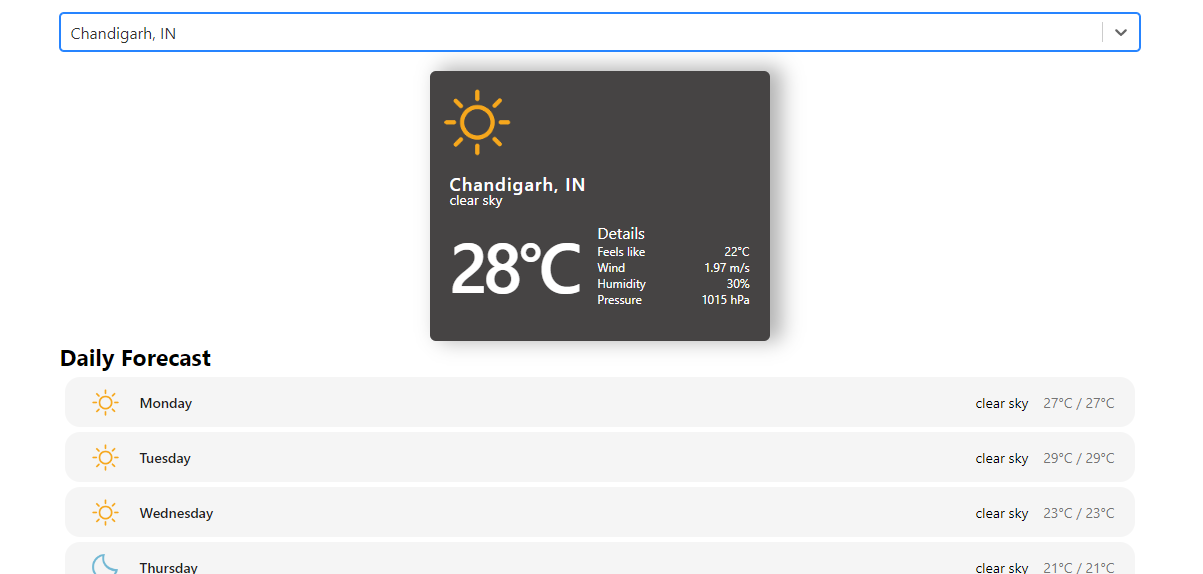 Chandigarh, IN
Chandigarh, IN
clear sky
28°C
Details
Feels like 22°C
Wind 1.97 m/s
Humidity 30%
Pressure 1015 hPa
Daily Forecast
Monday clear sky 27°C / 27°C
Tuesday clear sky 29°C / 29°C
Wednesday clear sky 23°C / 23°C
Thursday clear sky 21°C / 21°C